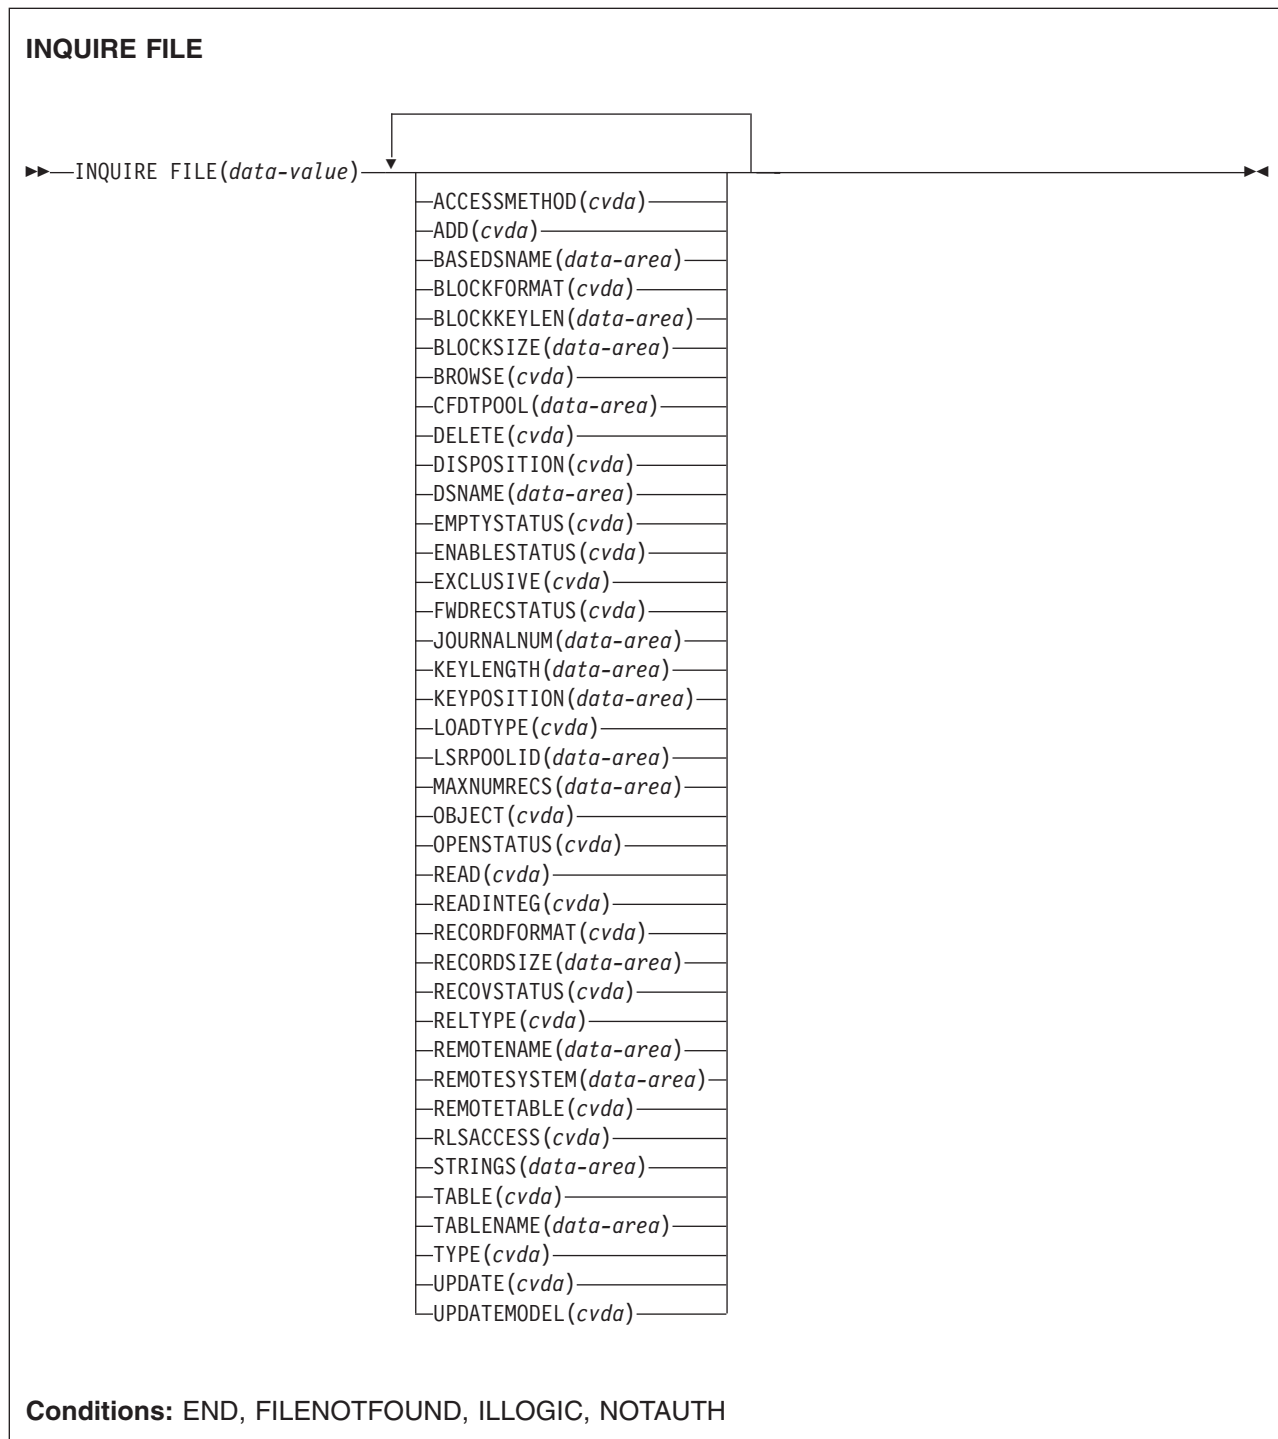 INQUIRE FILE
INQUIRE FILE(data-value)
ACCESSMETHOD(cvda)
ADD(cvda)
BASEDSNAME(data-area)
BLOCKFORMAT(cvda)
BLOCKKEYLEN(data-area)
BLOCKSIZE(data-area)
BROWSE(cvda)
CFDTPOOL(data-area)
DELETE(cvda)
DISPOSITION(cvda)
DSNAME(data-area)
EMPTYSTATUS(cvda)
ENABLESTATUS(cvda)
EXCLUSIVE(cvda)
FWDRECSTATUS(cvda)
JOURNALNUM(data-area)
KEYLENGTH(data-area)
KEYPOSITION(data-area)
LOADTYPE(cvda)
LSRPOOLID(data-area)
MAXNUMRECS(data-area)
OBJECT(cvda)
OPENSTATUS(cvda)
READ(cvda)
READINTEG(cvda)
RECORDFORMAT(cvda)
RECORDSIZE(data-area)
RECOVSTATUS(cvda)
RELTYPE(cvda)
REMOTENAME(data-area)
REMOTESYSTEM(data-area)
REMOTETABLE(cvda)
RLSACCESS(cvda)
STRINGS(data-area)
TABLE(cvda)
TABLENAME(data-area)
TYPE(cvda)
UPDATE(cvda)
UPDATEMODEL(cvda)
Conditions: END, FILENOTFOUND, ILLOGIC, NOTAUTH